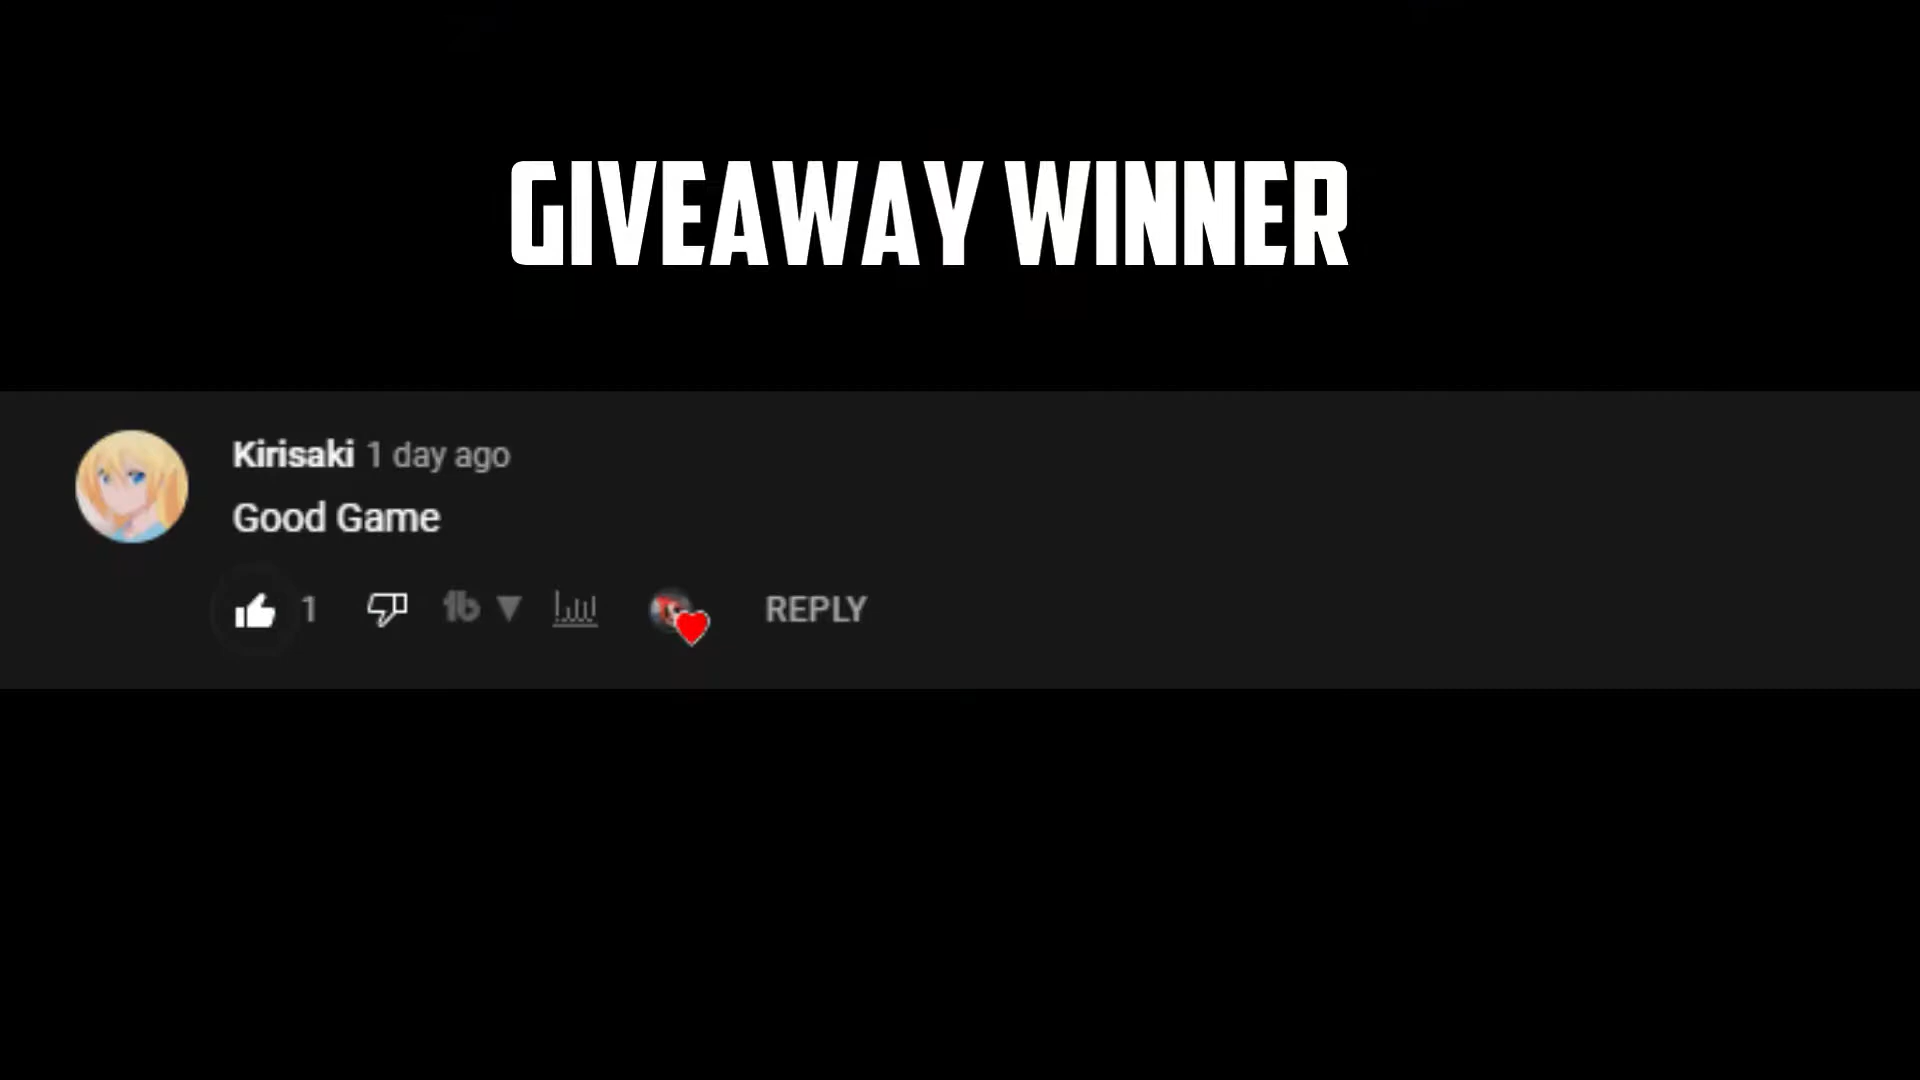 GIVEAWAY WINNER
Kirisaki 1 day ago
Good Game
1 REPLY